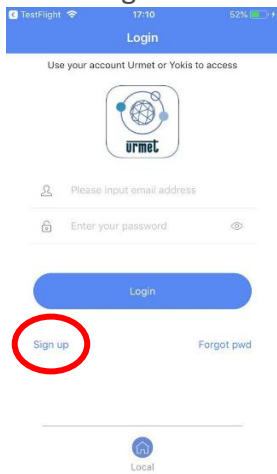 TestFlight 17:10 52%
Login
Use your account Urmet or Yokis to access
urmet
Please input email address
Enter your password
Login
Sign up Forgot pwd
Local